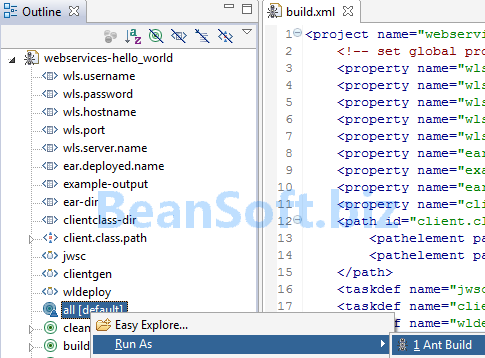 Outline
webservices-hello_world
wls.username
wls.password
wls.hostname
wls.port
wls.server.name
ear.deployed.name
example-output
ear-dir
clientclass-dir
client.class.path
jwsc
clientgen
wldeploy
all [default]
clean
build
Easy Explore...
Run As
1 Ant Build
build.xml
1 <project name="webservi
2 <!-- set global pro
3 <property name="wls
4 <property name="wls
5 <property name="wls
6 <property name="wls
7 <property name="wls
8 <property name="ear
9 <property name="exa
10 <property name="ear
11 <property name="cli
12 <path id="client.cl
13 <pathelement pa
14 <pathelement pa
15 </path>
16 <taskdef name="jwsc
17 <taskdef name="clie
f name="wlde
BeanSoft.biz